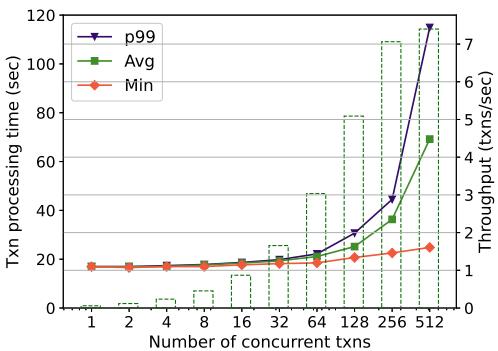 120
100
80
60
40
20
0
Txn processing time (sec)
p99
Avg
Min
7
6
5
4
3
2
1
0
Throughput (txns/sec)
1 2 4 8 16 32 64 128 256 512
Number of concurrent txns